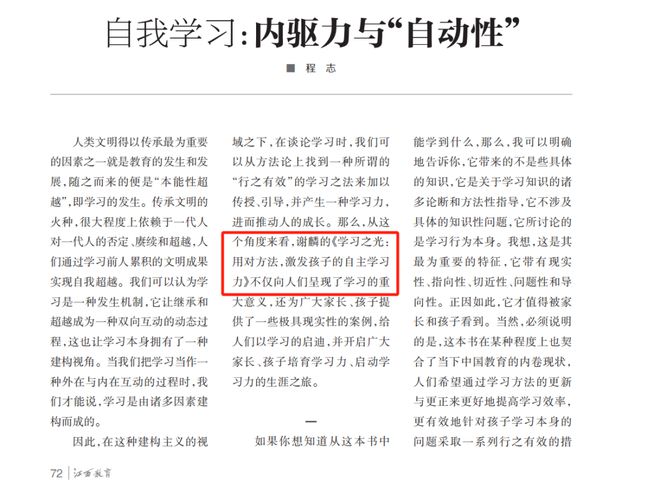 自我学习：内驱力与“自动性”
■ 程 志
人类文明得以传承最为重要
的因素之一就是教育的发生和发
展，随之而来的便是“本能性超
越”，即学习的发生。传承文明的
火种，很大程度上依赖于一代人
对一代人的否定、赓续和超越，人
们通过学习前人累积的文明成果
实现自我超越。我们可以认为学
习是一种发生机制，它让继承和
超越成为一种双向互动的动态过
程，这也让学习本身拥有了一种
建构视角。当我们把学习当作一
种外在与内在互动的过程时，我
们才能说，学习是由诸多因素建
构而成的。
因此，在这种建构主义的视
域之下，在谈论学习时，我们可
以从方法论上找到一种所谓的
“行之有效”的学习之法来加以
传授、引导，并产生一种学习力，
进而推动人的成长。那么，从这
个角度来看，谢麟的《学习之光：
用对方法，激发孩子的自主学习
力》不仅向人们呈现了学习的重
大意义，还为广大家长、孩子提
供了一些极具现实性的案例，给
人们以学习的启迪，并开启广大
家长、孩子培育学习力、启动学
习力的生涯之旅。
一
如果你想知道从这本书中
能学到什么，那么，我可以明确
地告诉你，它带来的不是些具体
的知识，它是关于学习知识的诸
多论断和方法性指导，它不涉及
具体的知识性问题，它所讨论的
是学习行为本身。我想，这是其
最为重要的特征，它带有现实
性、指向性、切近性、问题性和导
向性。正因如此，它才值得被家
长和孩子看到。当然，必须说明
的是，这本书在某种程度上也契
合了当下中国教育的内卷现状，
人们希望通过学习方法的更新
与更正来更好地提高学习效率，
更有效地针对孩子学习本身的
问题采取一系列行之有效的措
72 江西教育